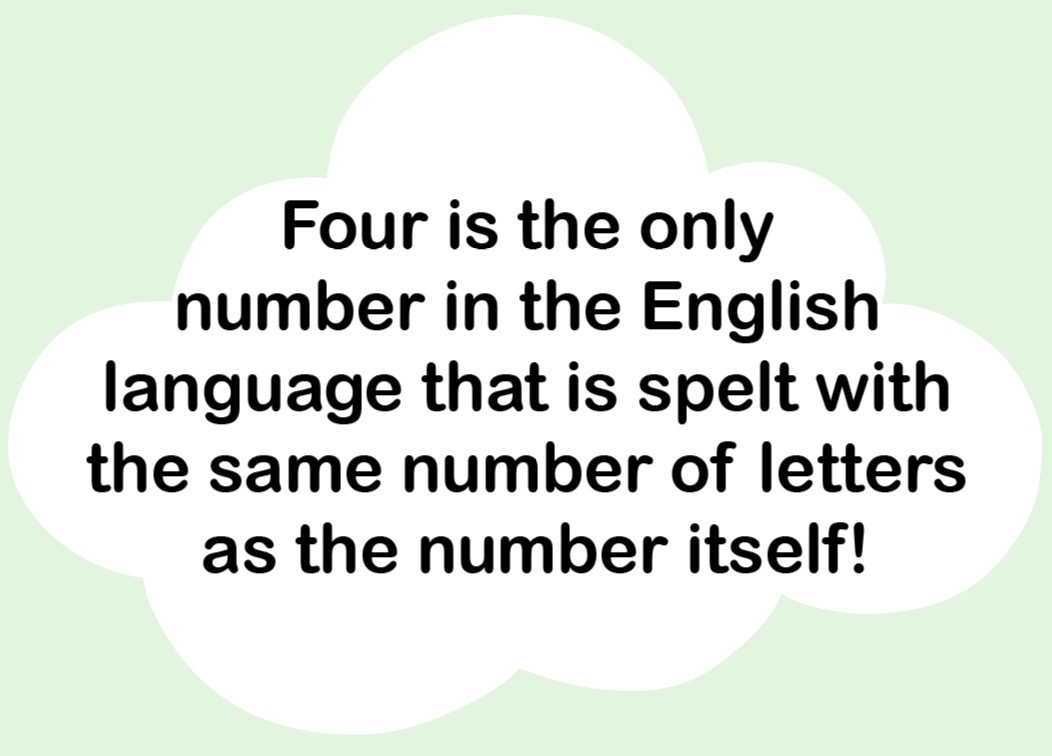 Four is the only
number in the English
language that is spelt with
the same number of letters
as the number itself!